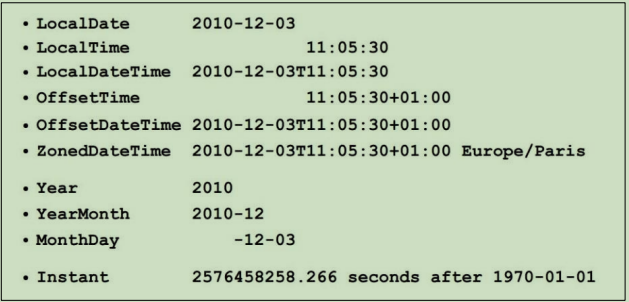 • LocalDate 2010-12-03
• LocalTime 11:05:30
• LocalDateTime 2010-12-03T11:05:30
• OffsetTime 11:05:30+01:00
• OffsetDateTime 2010-12-03T11:05:30+01:00
• ZonedDateTime 2010-12-03T11:05:30+01:00 Europe/Paris
• Year 2010
• YearMonth 2010-12
• MonthDay -12-03
• Instant 2576458258.266 seconds after 1970-01-01